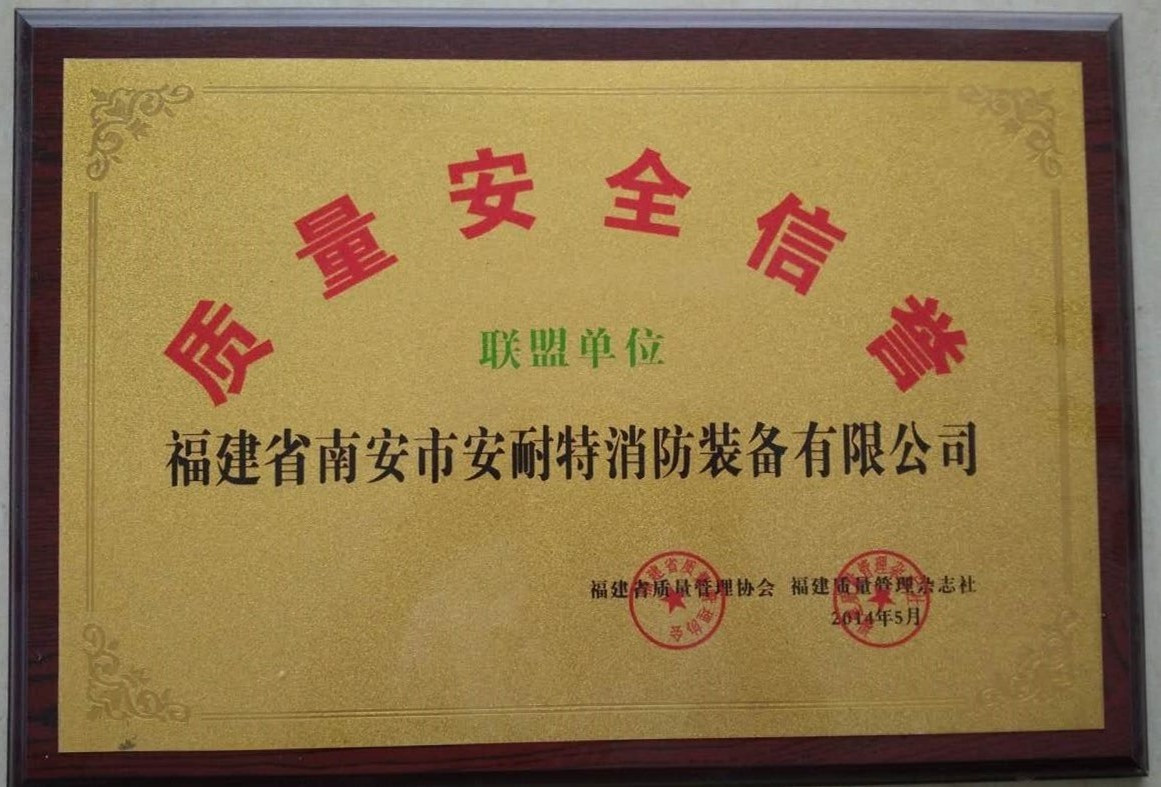 质量安全信誉
联盟单位
福建省南安市安耐特消防装备有限公司
福建省质量管理协会 福建质量管理杂志社
2014年5月